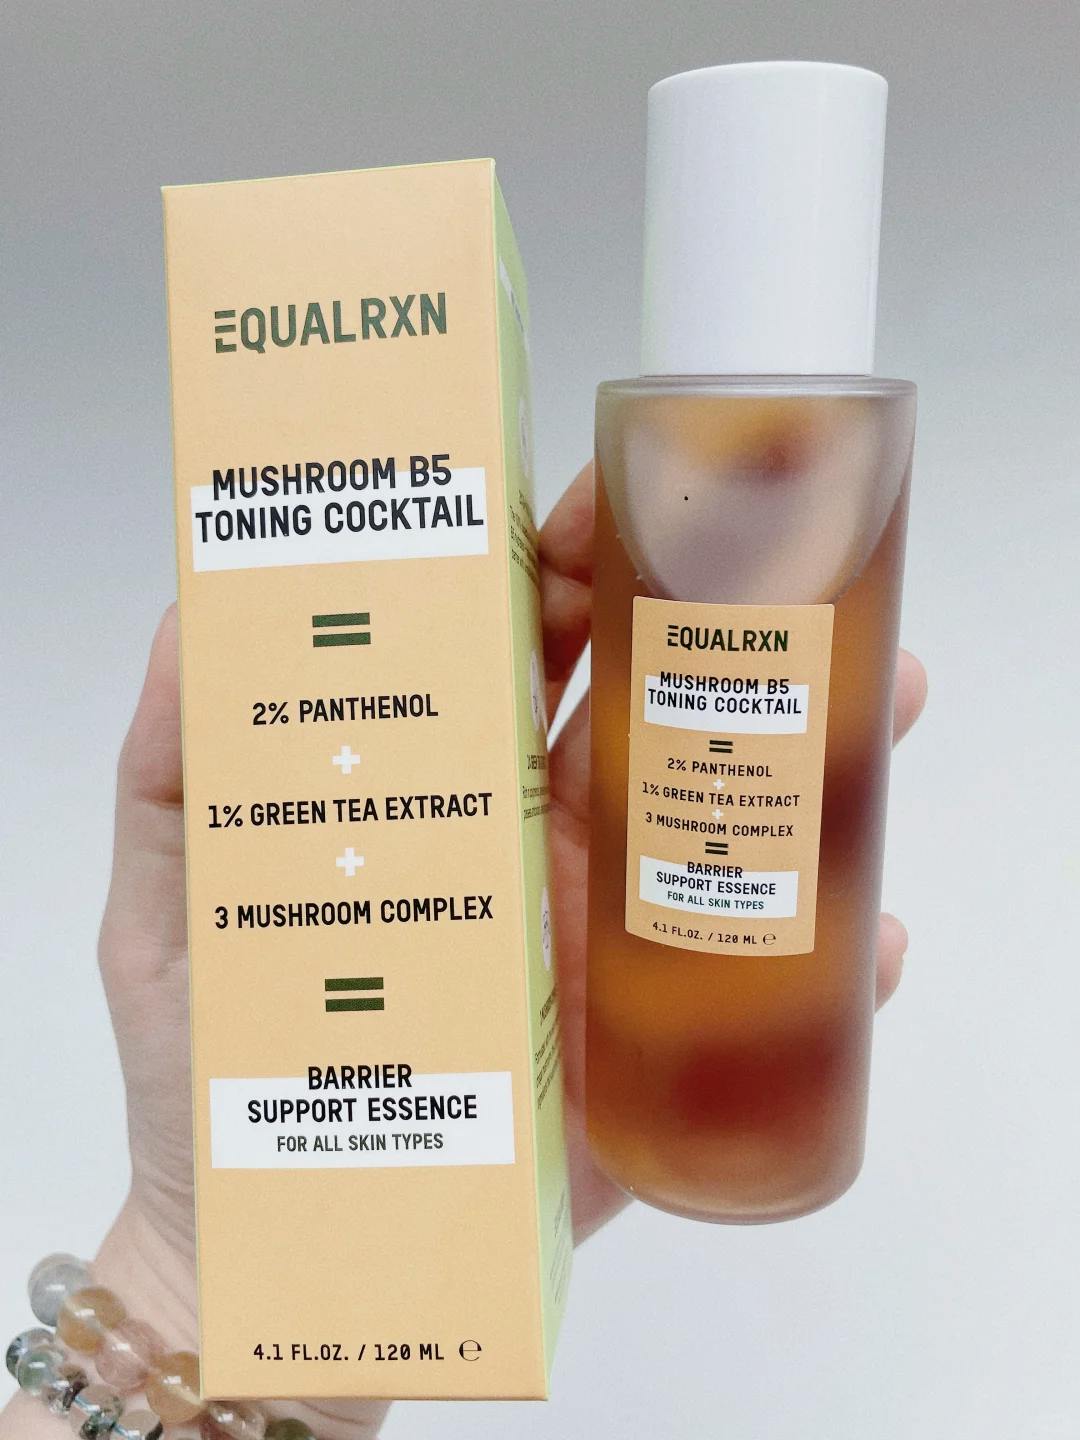 EQUALRXN
MUSHROOM B5
TONING COCKTAIL
=
2% PANTHENOL
+
1% GREEN TEA EXTRACT
+
3 MUSHROOM COMPLEX
=
BARRIER
SUPPORT ESSENCE
FOR ALL SKIN TYPES
4.1 FL.OZ. / 120 ML ℮
EQUALRXN
MUSHROOM B5
TONING COCKTAIL
=
2% PANTHENOL
+
1% GREEN TEA EXTRACT
+
3 MUSHROOM COMPLEX
=
BARRIER
SUPPORT ESSENCE
FOR ALL SKIN TYPES
4.1 FL.OZ. / 120 ML ℮